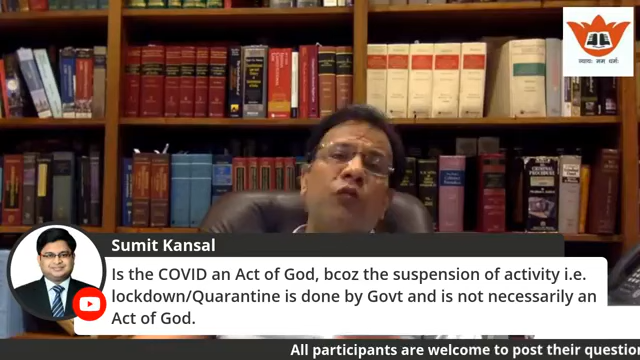 Sumit Kansal
Is the COVID an Act of God, bcoz the suspension of activity i.e.
lockdown/Quarantine is done by Govt and is not necessarily an
Act of God.
All participants are welcome to post their question